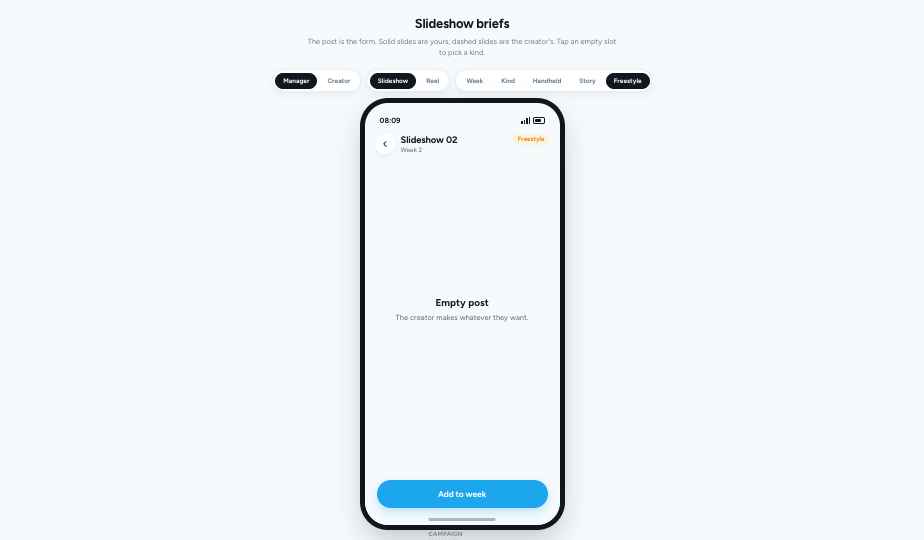 Slideshow briefs
The post is the form. Solid slides are yours, dashed slides are the creator's. Tap an empty slot
to pick a kind.
Manager Creator Slideshow Reel Week Kind Handheld Story Freestyle
08:09
Slideshow 02 Freestyle
Week 2
Empty post
The creator makes whatever they want.
Add to week
CAMPAIGN